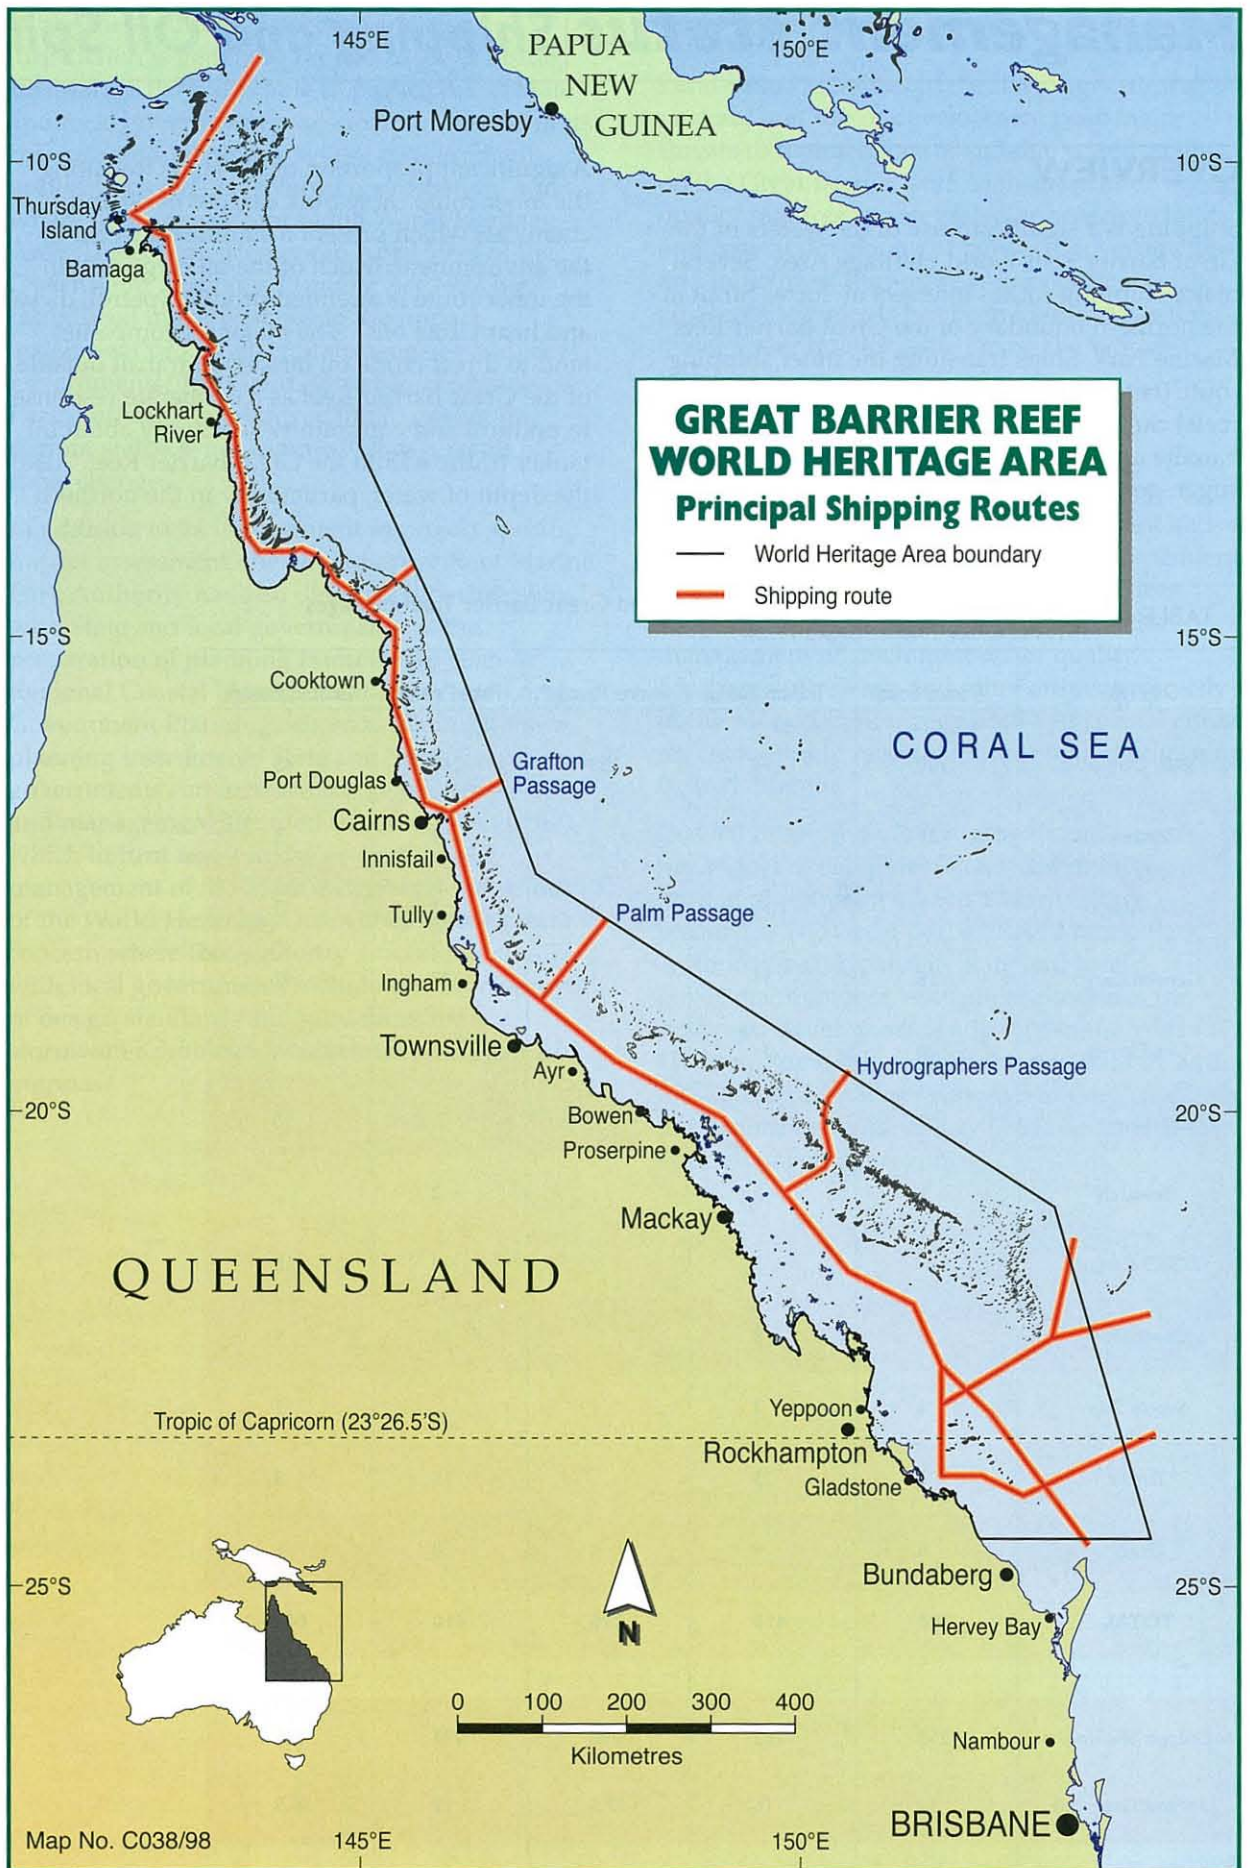 145°E
150°E
PAPUA
NEW
GUINEA
Port Moresby
10°S
10°S
Thursday
Island
Bamaga
Lockhart
River
GREAT BARRIER REEF
WORLD HERITAGE AREA
Principal Shipping Routes
World Heritage Area boundary
Shipping route
15°S
15°S
Cooktown
CORAL SEA
Grafton
Passage
Port Douglas
Cairns
Innisfail
Tully
Palm Passage
Ingham
Townsville
Ayr
Hydrographers Passage
20°S
20°S
Bowen
Proserpine
Mackay
QUEENSLAND
Yeppoon
Tropic of Capricorn (23°26.5'S)
Rockhampton
Gladstone
Bundaberg
25°S
25°S
N
Hervey Bay
0 100 200 300 400
Kilometres
Nambour
BRISBANE
Map No. C038/98
145°E
150°E